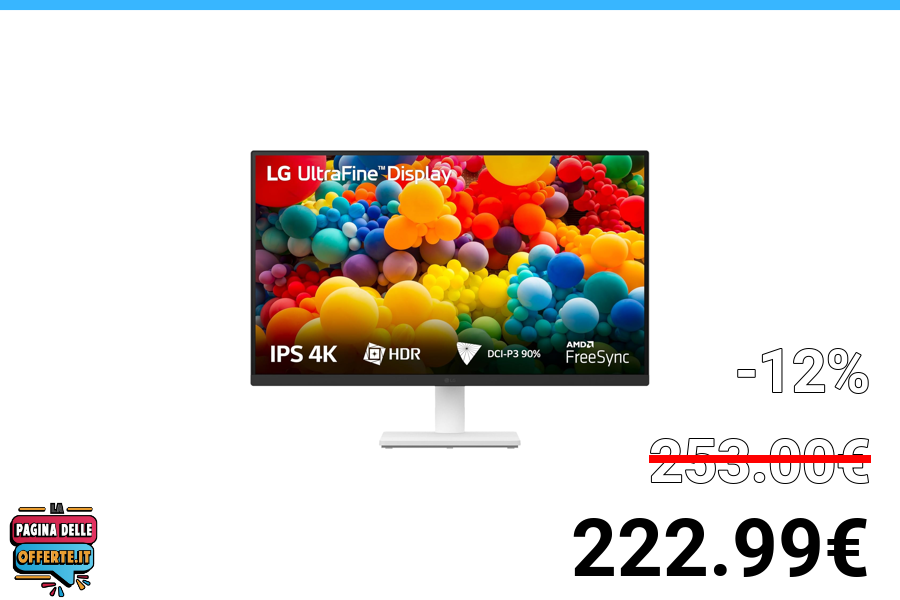 LG UltraFine™ Display
IPS 4K
HDR
DCI-P3 90%
AMD
FreeSync
-12%
253.00€
222.99€
LA
PAGINA DELLE
OFFERTE.IT